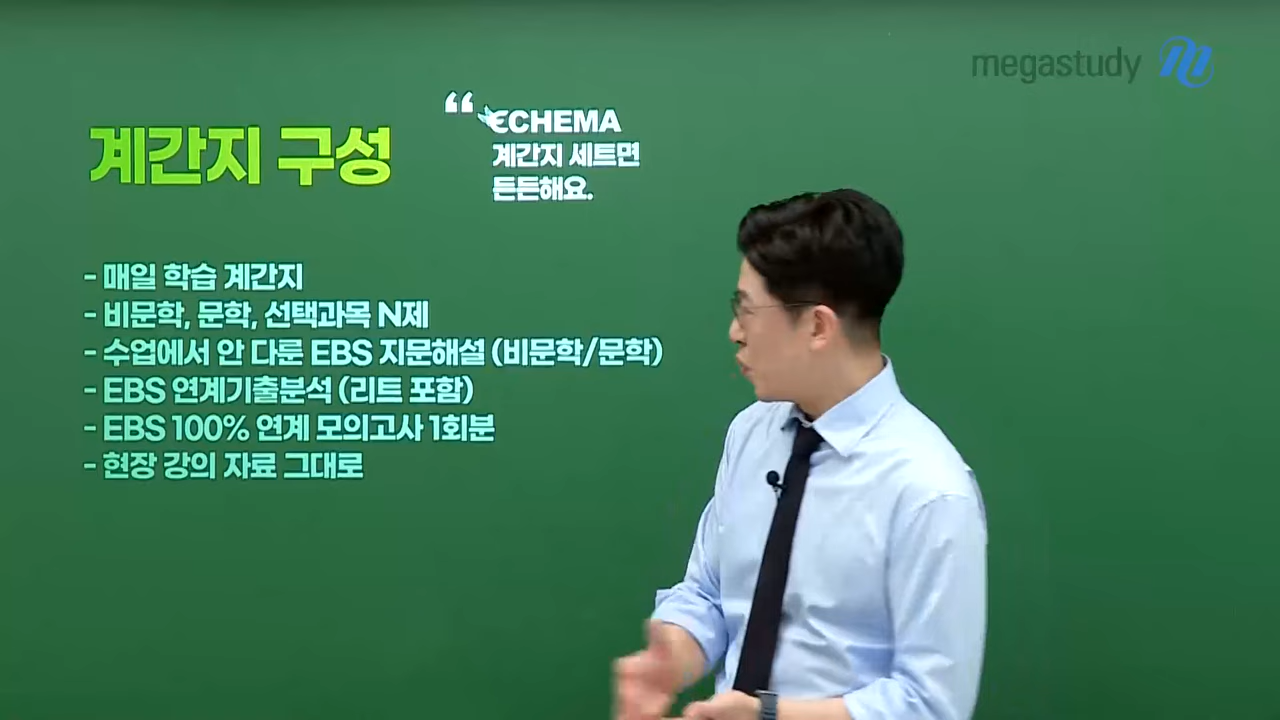 megastudy
계간지 구성
“ ECHEMA
계간지 세트면
든든해요.
- 매일 학습 계간지
- 비문학, 문학, 선택과목 N제
- 수업에서 안 다룬 EBS 지문해설 (비문학/문학)
- EBS 연계기출분석 (리트 포함)
- EBS 100% 연계 모의고사 1회분
- 현장 강의 자료 그대로